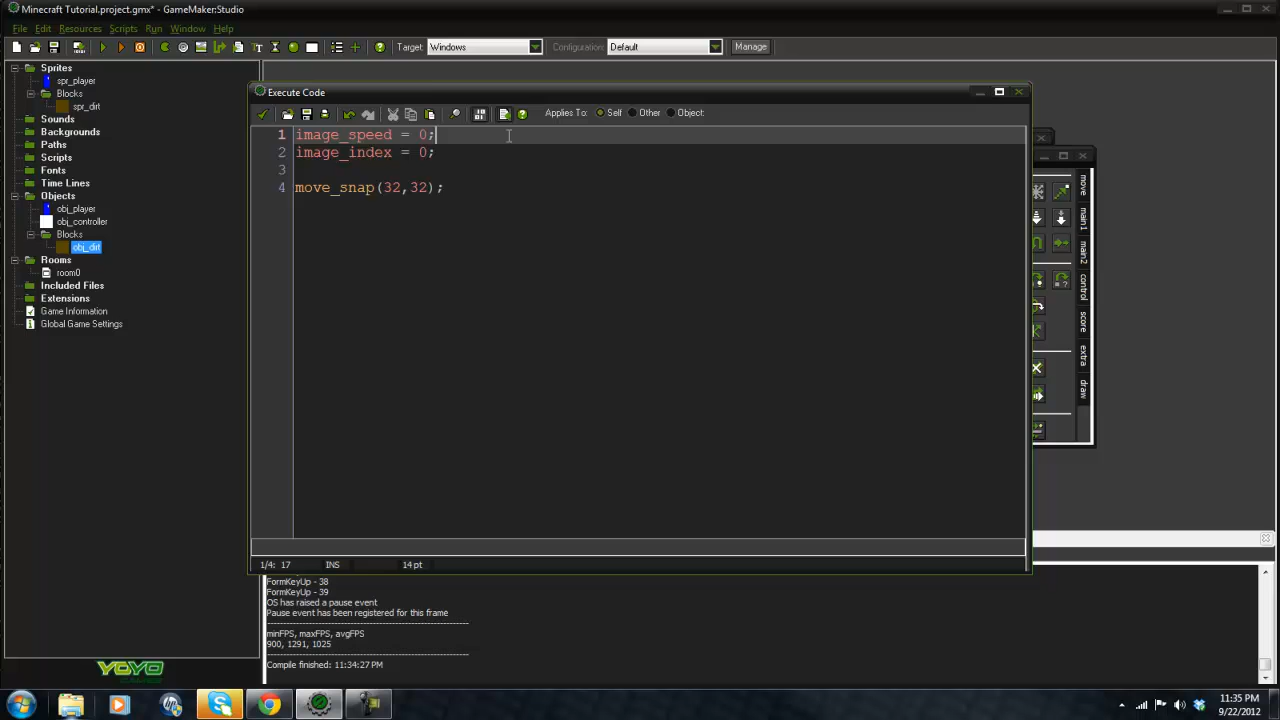 Minecraft Tutorial.project.gmx* - GameMaker:Studio
File Edit Resources Scripts Run Window Help
Target: Windows Configuration: Default Manage
Sprites
spr_player
Blocks
spr_dirt
Sounds
Backgrounds
Paths
Scripts
Fonts
Time Lines
Objects
obj_player
obj_controller
Blocks
obj_dirt
Rooms
room0
Included Files
Extensions
Game Information
Global Game Settings
YOYO
GAMES
Execute Code
Applies To: Self Other Object:
1 image_speed = 0;
2 image_index = 0;
3
4 move_snap(32,32);
1/4: 17 INS 14 pt
move
main1
main2
control
score
extra
draw
FormKeyUp - 38
FormKeyUp - 39
OS has raised a pause event
Pause event has been registered for this frame
minFPS, maxFPS, avgFPS
900, 1291, 1025
Compile finished: 11:34:27 PM
11:35 PM
9/22/2012